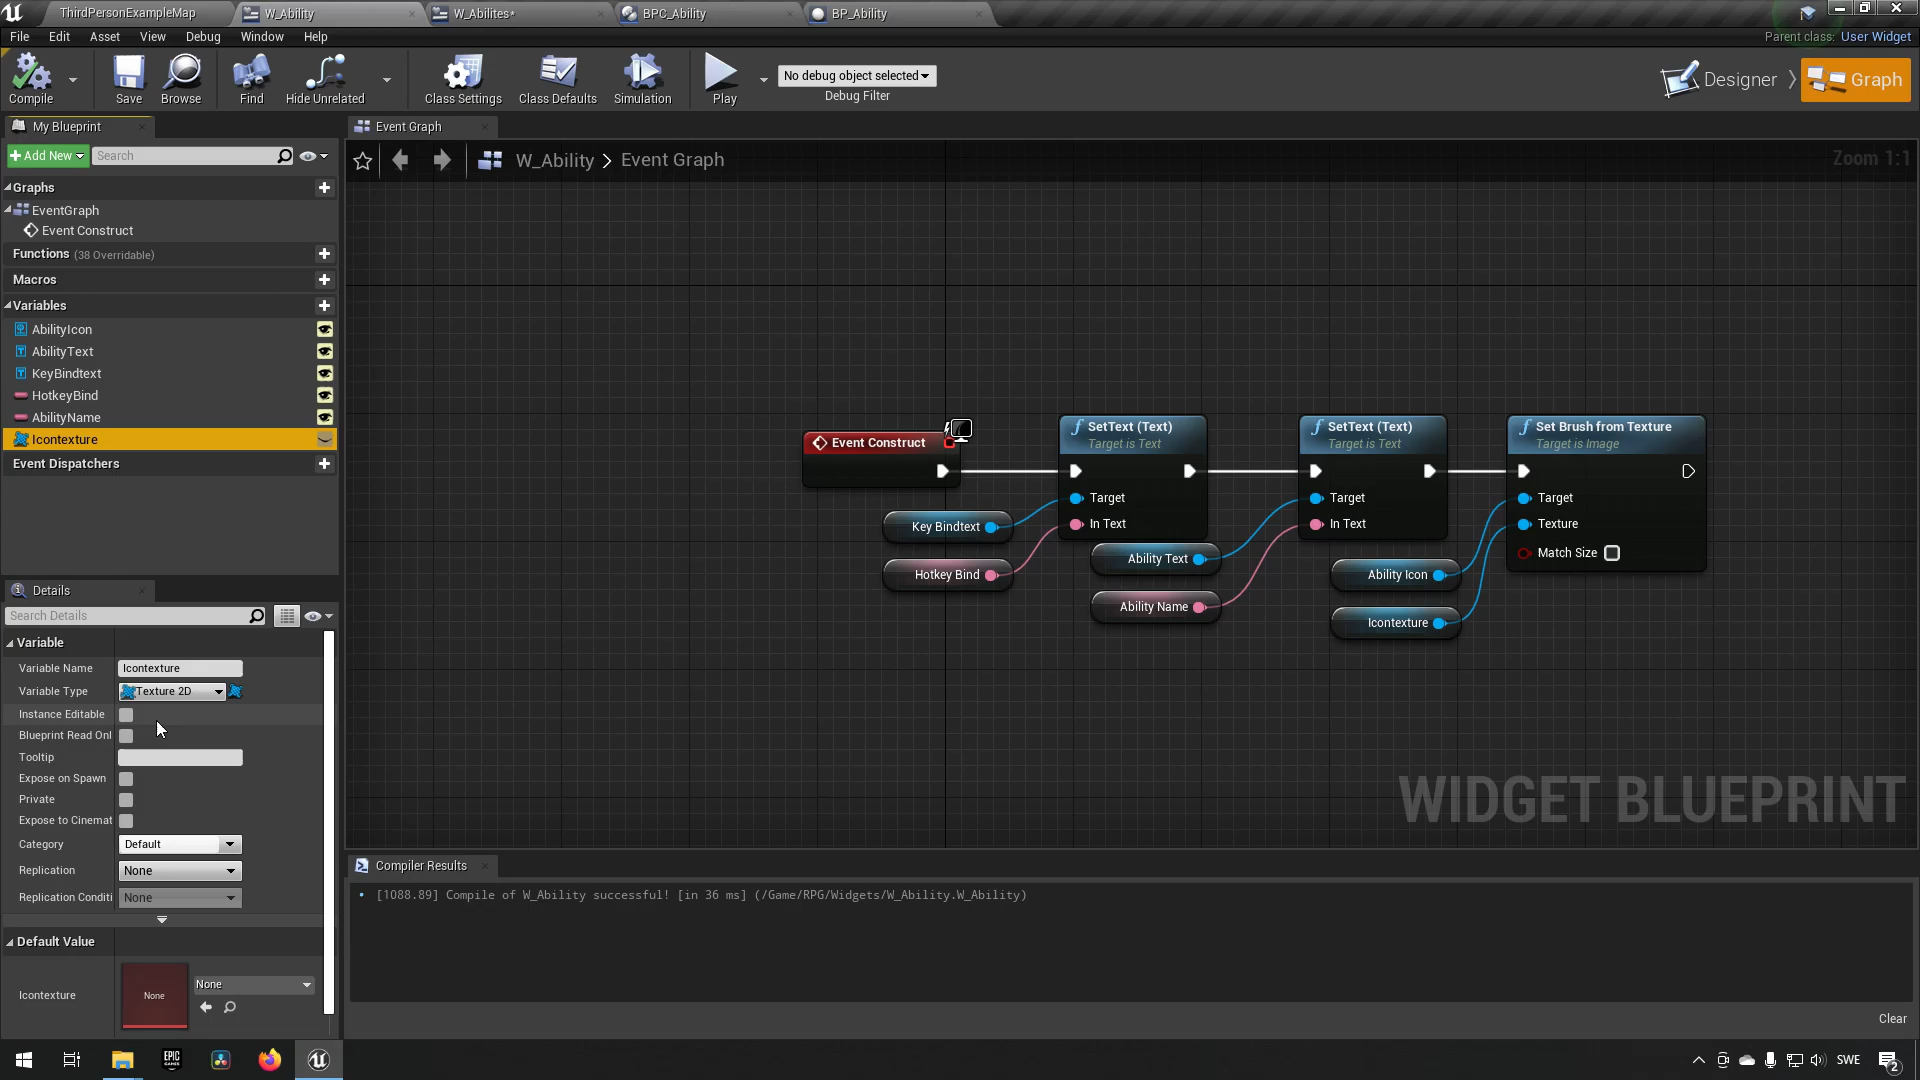 ThirdPersonExampleMap
W_Ability
W_Abilites*
BPC_Ability
BP_Ability
File Edit Asset View Debug Window Help
Parent class: User Widget
Compile
Save
Browse
Find
Hide Unrelated
Class Settings
Class Defaults
Simulation
Play
No debug object selected
Debug Filter
Designer
Graph
My Blueprint
Event Graph
Add New
Search
W_Ability > Event Graph
Zoom 1:1
Graphs
EventGraph
Event Construct
Functions (38 Overridable)
Macros
Variables
AbilityIcon
AbilityText
KeyBindtext
HotkeyBind
AbilityName
Icontexture
Event Dispatchers
Event Construct
SetText (Text)
Target is Text
Target
In Text
Key Bindtext
Hotkey Bind
SetText (Text)
Target is Text
Target
In Text
Ability Text
Ability Name
Set Brush from Texture
Target is Image
Target
Texture
Match Size
Ability Icon
Icontexture
WIDGET BLUEPRINT
Details
Search Details
Variable
Variable Name Icontexture
Variable Type Texture 2D
Instance Editable
Blueprint Read Onl
Tooltip
Expose on Spawn
Private
Expose to Cinemat
Category Default
Replication None
Replication Conditi None
Default Value
Icontexture None None
Compiler Results
[1088.89] Compile of W_Ability successful! [in 36 ms] (/Game/RPG/Widgets/W_Ability.W_Ability)
Clear
EPIC
GAMES
SWE
2